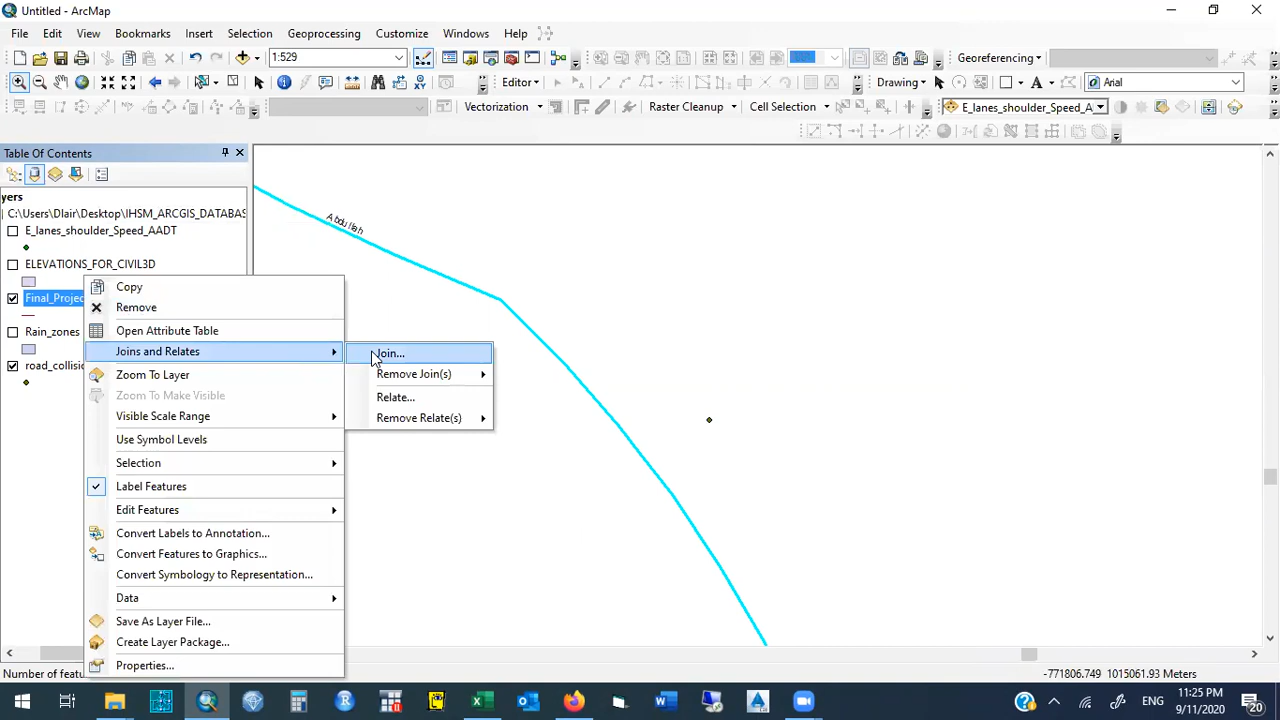 Untitled - ArcMap
File Edit View Bookmarks Insert Selection Geoprocessing Customize Windows Help
1:529 Editor Georeferencing
Drawing Arial
Vectorization Raster Cleanup Cell Selection E_lanes_shoulder_Speed_A
Table Of Contents
yers
C:\Users\Dlair\Desktop\IHSM_ARCGIS_DATABAS
E_lanes_shoulder_Speed_AADT
ELEVATIONS_FOR_CIVIL3D
Final_Projec
Rain_zones
road_collisi
Copy
Remove
Open Attribute Table
Joins and Relates
Zoom To Layer
Zoom To Make Visible
Visible Scale Range
Use Symbol Levels
Selection
Label Features
Edit Features
Convert Labels to Annotation...
Convert Features to Graphics...
Convert Symbology to Representation...
Data
Save As Layer File...
Create Layer Package...
Properties...
Join...
Remove Join(s)
Relate...
Remove Relate(s)
Abdullah
Number of featu
-771806.749 1015061.93 Meters
ENG
11:25 PM
9/11/2020
20